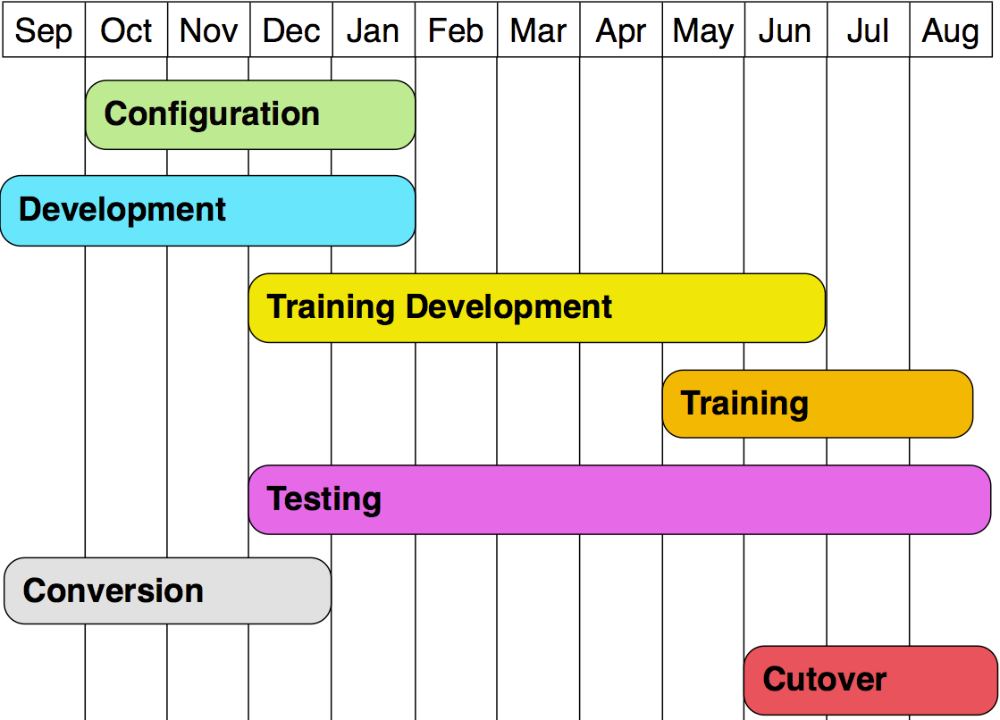 Sep Oct Nov Dec Jan Feb Mar Apr May Jun Jul Aug
Configuration
Development
Training Development
Training
Testing
Conversion
Cutover